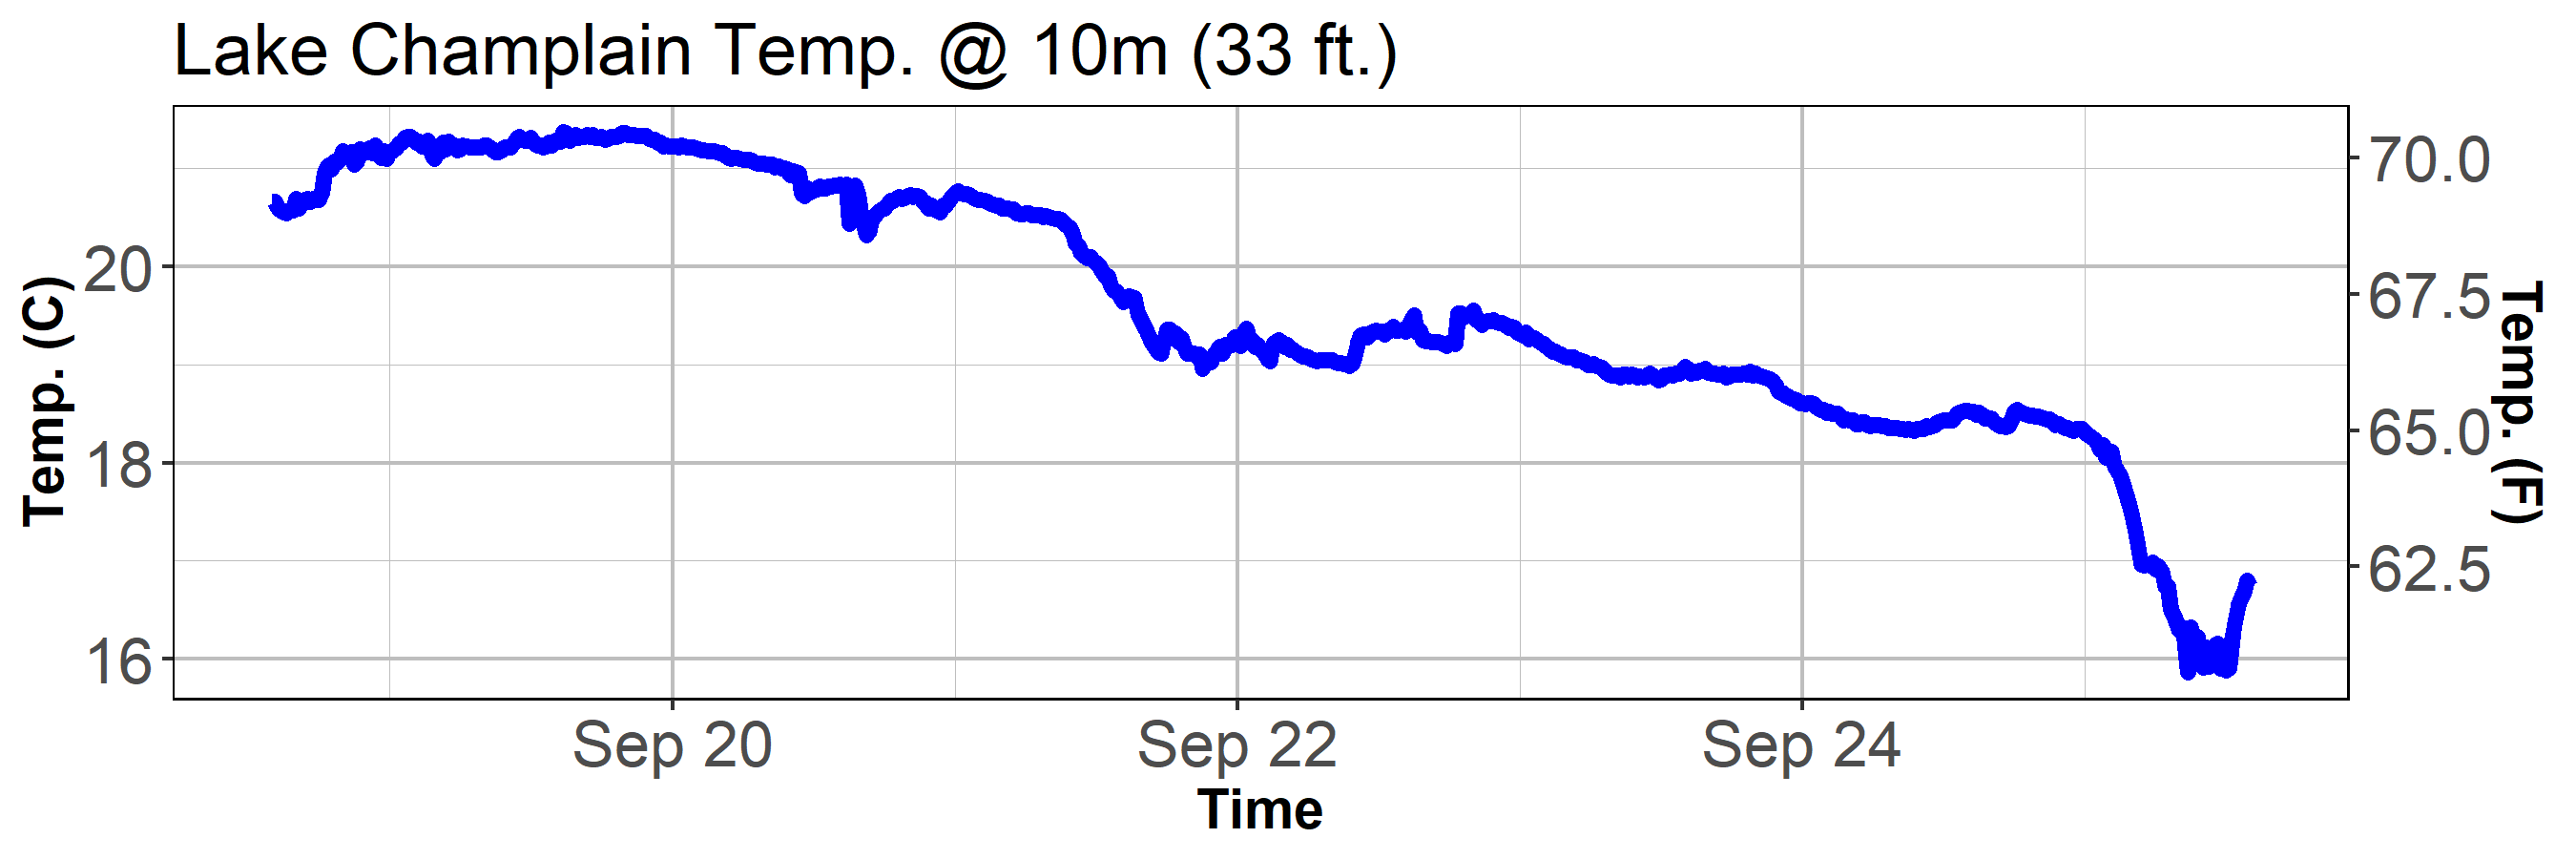 Lake Champlain Temp. @ 10m (33 ft.)
Temp. (C)
20
18
16
70.0
67.5
65.0
62.5
Temp. (F)
Sep 20
Sep 22
Sep 24
Time